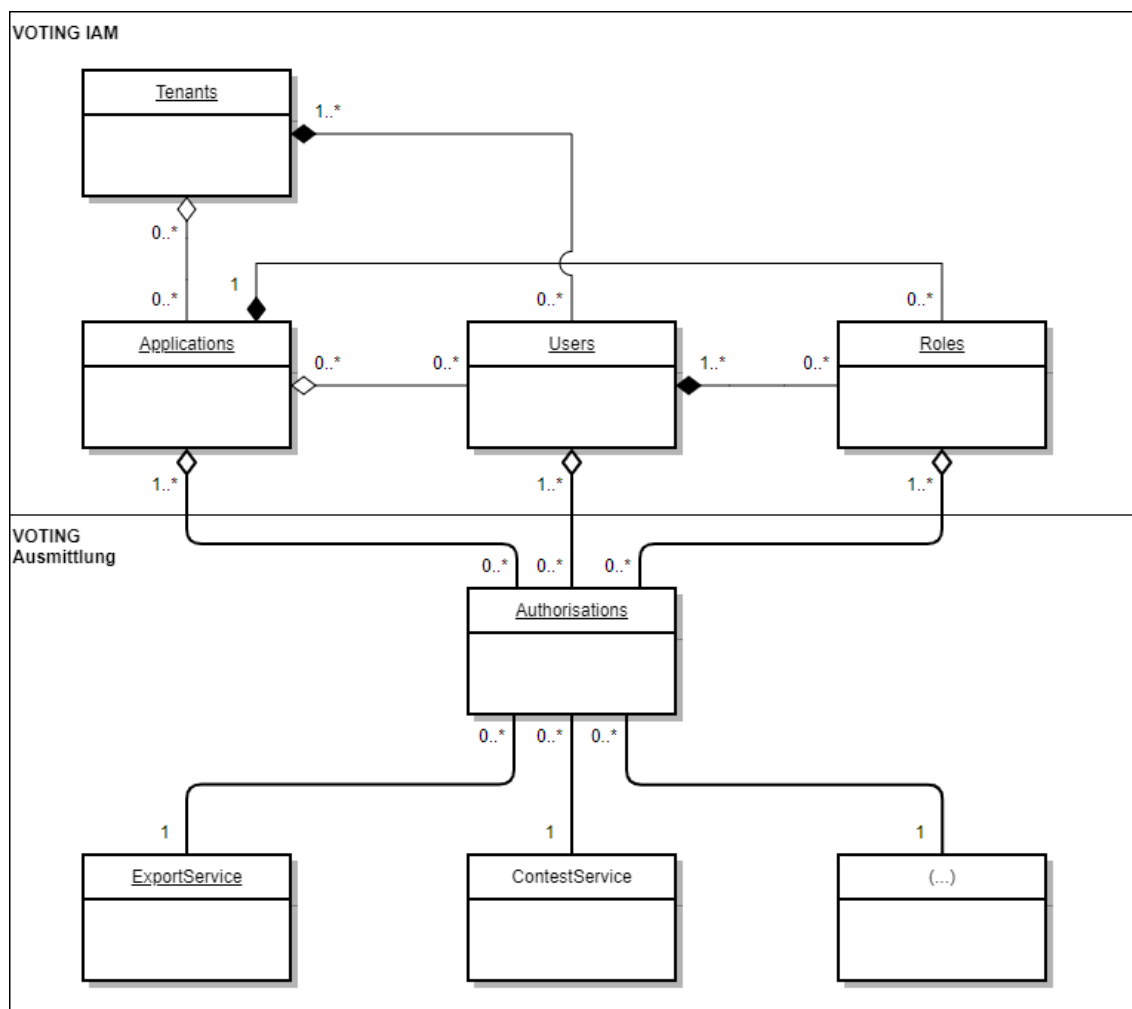 VOTING IAM
Tenants
1..*
0..*
0..*
1
0..*
0..*
Applications
Users
Roles
0..*
0..*
1..*
0..*
1..*
1..*
1..*
VOTING
Ausmittlung
0..*
0..*
0..*
Authorisations
0..*
0..*
0..*
1
1
1
ExportService
ContestService
(...)